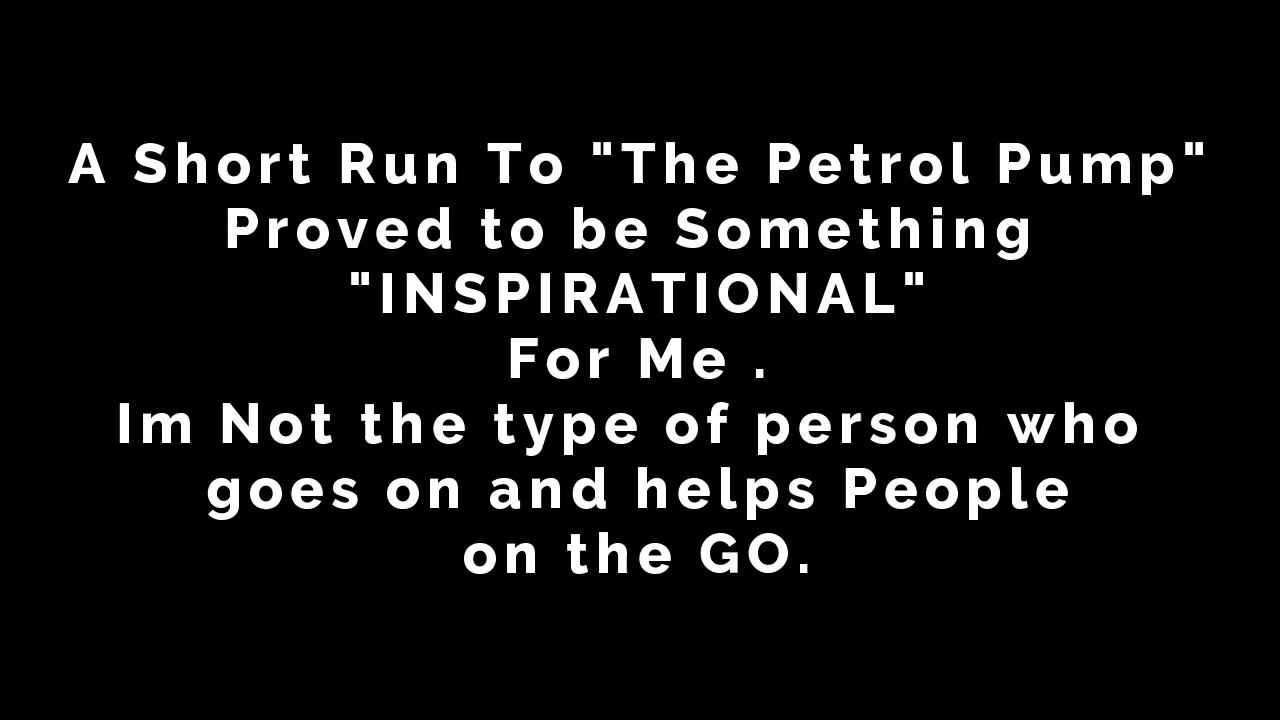 A Short Run To "The Petrol Pump"
Proved to be Something
"INSPIRATIONAL"
For Me .
Im Not the type of person who
goes on and helps People
on the GO.